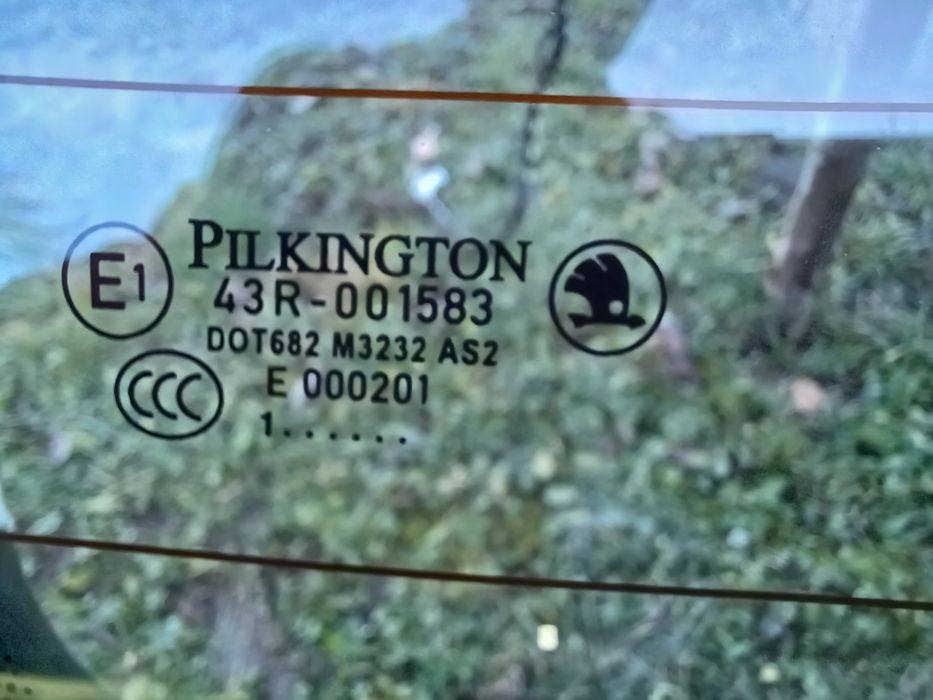 E1
PILKINGTON
43R-001583
DOT682 M3232 AS2
CCC
E 000201
1......